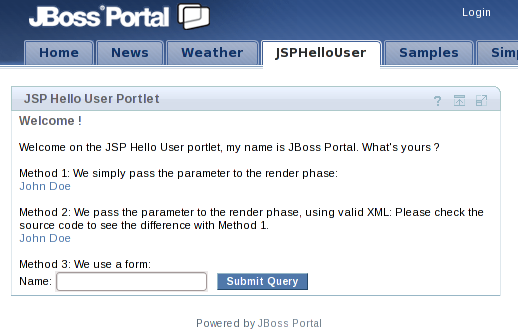 JBoss Portal
Login
Home News Weather JSPHelloUser Samples
JSP Hello User Portlet
Welcome !
Welcome on the JSP Hello User portlet, my name is JBoss Portal. What's yours ?
Method 1: We simply pass the parameter to the render phase:
John Doe
Method 2: We pass the parameter to the render phase, using valid XML: Please check the
source code to see the difference with Method 1.
John Doe
Method 3: We use a form:
Name: Submit Query
Powered by JBoss Portal